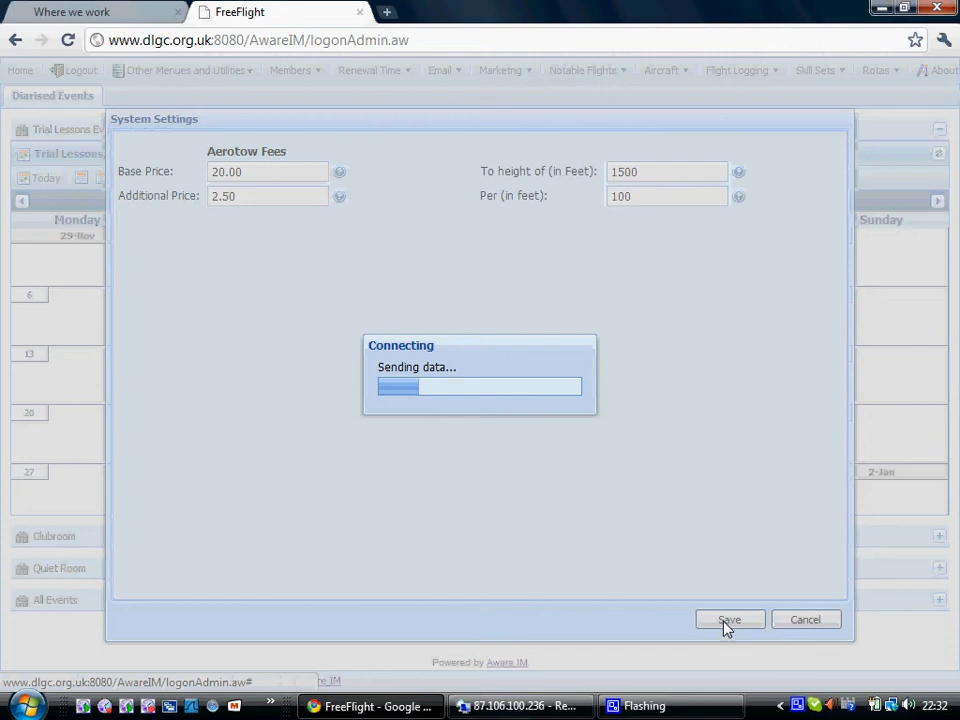 Where we work
FreeFlight
www.dlgc.org.uk:8080/AwareIM/logonAdmin.aw
Home
Logout
Other Menues and Utilities
Members
Renewal Time
Email
Marketng
Notable Flights
Aircraft
Flight Logging
Skill Sets
Rotas
About
Diarised Events
Trial Lessons Ev
Trial Lessons,
Today
Monday
Sunday
29-Nov
6
13
20
27
2-Jan
System Settings
Aerotow Fees
Base Price: 20.00 To height of (in Feet): 1500
Additional Price: 2.50 Per (in feet): 100
Connecting
Sending data...
Save
Cancel
Clubroom
Quiet Room
All Events
Powered by Aware IM
www.dlgc.org.uk:8080/AwareIM/logonAdmin.aw#
re_IM
FreeFlight - Google ...
87.106.100.236 - Re...
Flashing
22:32